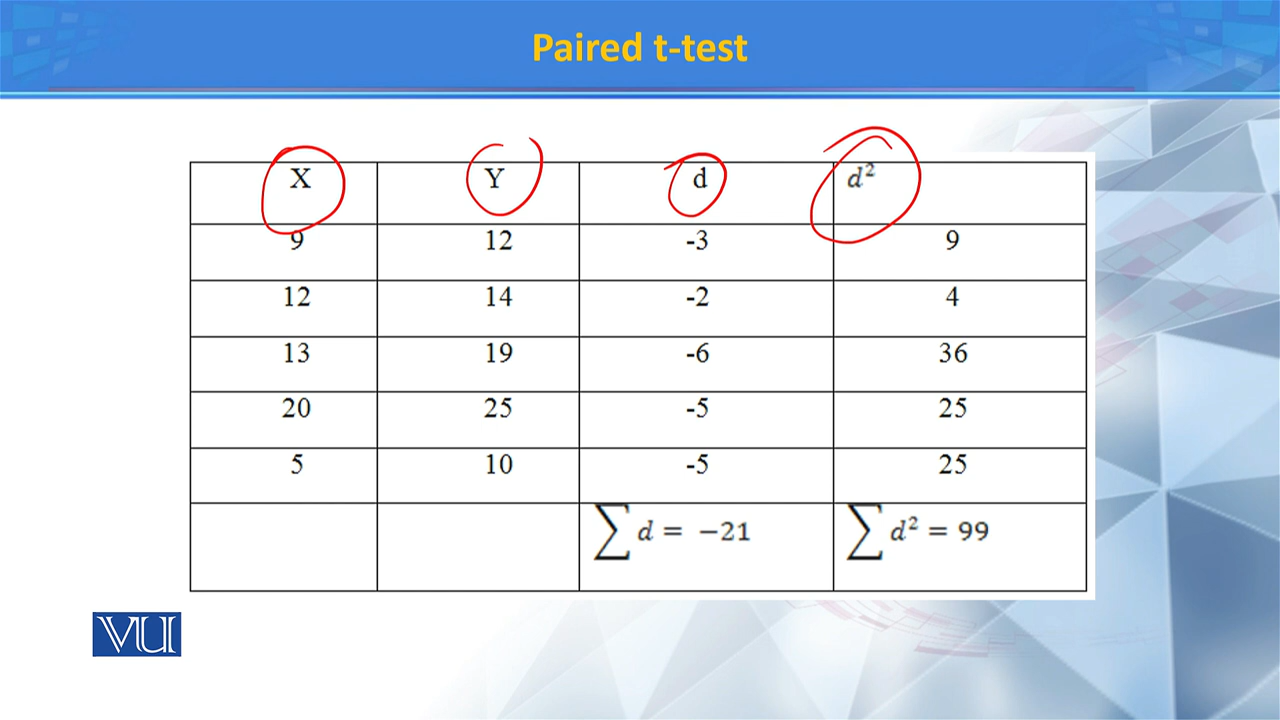 Paired t-test
X Y d d²
9 12 -3 9
12 14 -2 4
13 19 -6 36
20 25 -5 25
5 10 -5 25
∑ d = −21 ∑ d² = 99
VU